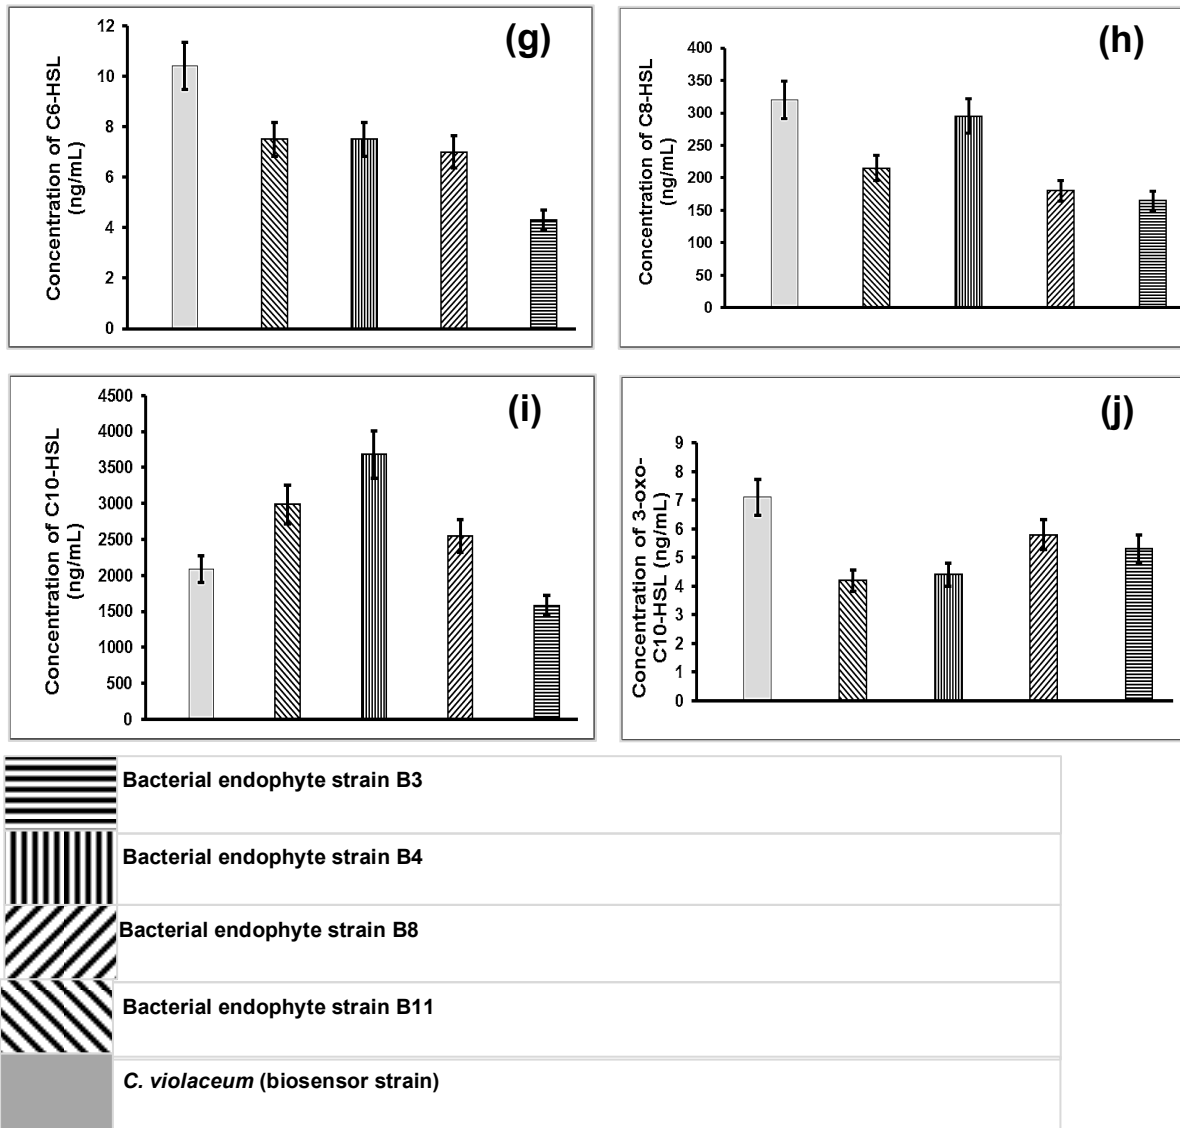 (g)
Concentration of C6-HSL
(ng/mL)
12
10
8
6
4
2
0
(h)
Concentration of C8-HSL
(ng/mL)
400
350
300
250
200
150
100
50
0
(i)
Concentration of C10-HSL
(ng/mL)
4500
4000
3500
3000
2500
2000
1500
1000
500
0
(j)
Concentration of 3-oxo-
C10-HSL (ng/mL)
9
8
7
6
5
4
3
2
1
0
Bacterial endophyte strain B3
Bacterial endophyte strain B4
Bacterial endophyte strain B8
Bacterial endophyte strain B11
C. violaceum (biosensor strain)